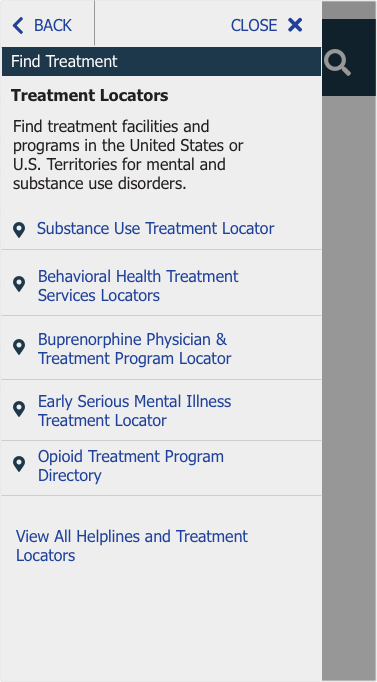 BACK
CLOSE
Find Treatment
Treatment Locators
Find treatment facilities and
programs in the United States or
U.S. Territories for mental and
substance use disorders.
Substance Use Treatment Locator
Behavioral Health Treatment
Services Locators
Buprenorphine Physician &
Treatment Program Locator
Early Serious Mental Illness
Treatment Locator
Opioid Treatment Program
Directory
View All Helplines and Treatment
Locators